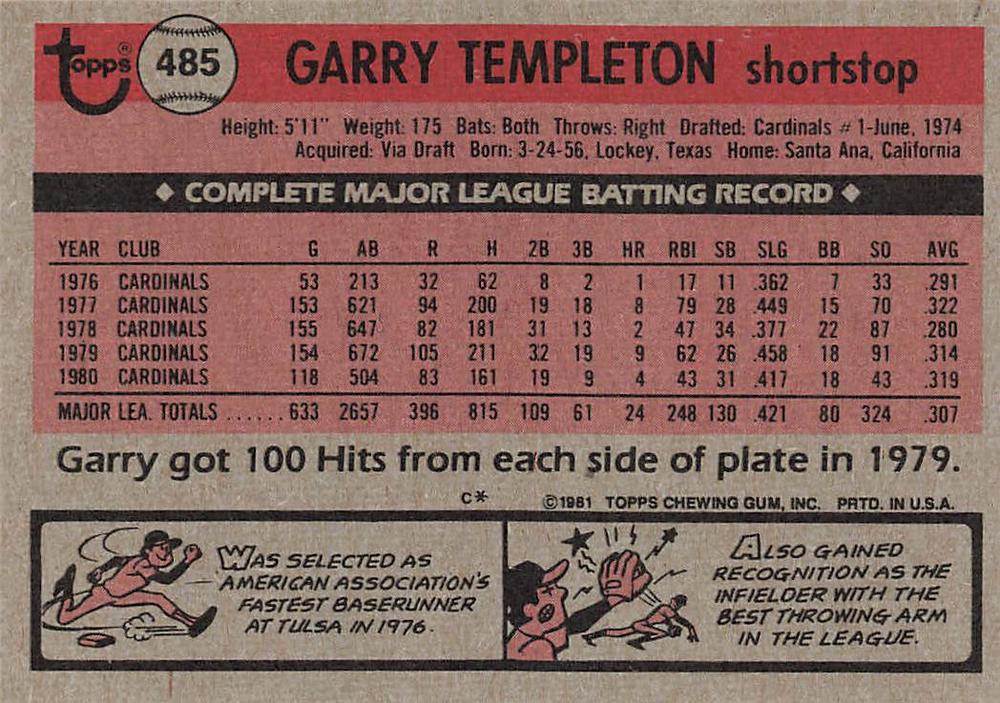 Topps® 485 GARRY TEMPLETON shortstop
Height: 5'11" Weight: 175 Bats: Both Throws: Right Drafted: Cardinals #1-June, 1974
Acquired: Via Draft Born: 3-24-56, Lockey, Texas Home: Santa Ana, California
◆ COMPLETE MAJOR LEAGUE BATTING RECORD ◆
YEAR CLUB G AB R H 2B 3B HR RBI SB SLG BB SO AVG
1976 CARDINALS 53 213 32 62 8 2 1 17 11 .362 7 33 .291
1977 CARDINALS 153 621 94 200 19 18 8 79 28 .449 15 70 .322
1978 CARDINALS 155 647 82 181 31 13 2 47 34 .377 22 87 .280
1979 CARDINALS 154 672 105 211 32 19 9 62 26 .458 18 91 .314
1980 CARDINALS 118 504 83 161 19 9 4 43 31 .417 18 43 .319
MAJOR LEA. TOTALS ...... 633 2657 396 815 109 61 24 248 130 .421 80 324 .307
Garry got 100 Hits from each side of plate in 1979.
C* ©1981 TOPPS CHEWING GUM, INC. PRTD. IN U.S.A.
WAS SELECTED AS
AMERICAN ASSOCIATION'S
FASTEST BASERUNNER
AT TULSA IN 1976.
ALSO GAINED
RECOGNITION AS THE
INFIELDER WITH THE
BEST THROWING ARM
IN THE LEAGUE.